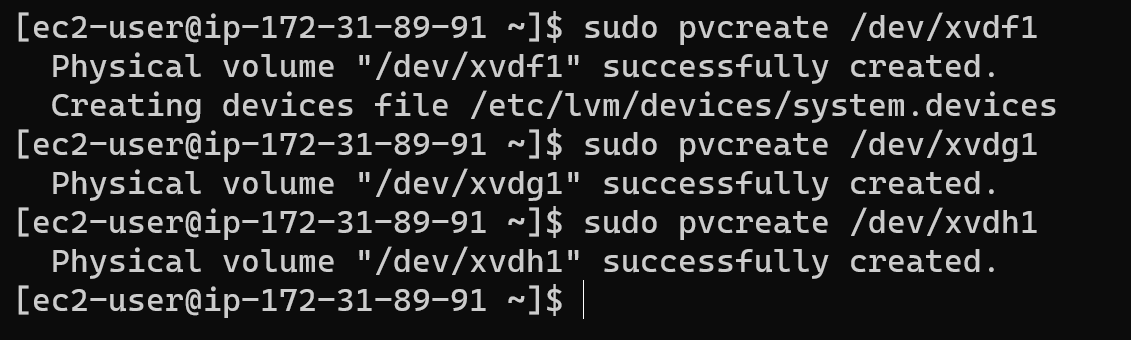 [ec2-user@ip-172-31-89-91 ~]$ sudo pvcreate /dev/xvdf1
  Physical volume "/dev/xvdf1" successfully created.
  Creating devices file /etc/lvm/devices/system.devices
[ec2-user@ip-172-31-89-91 ~]$ sudo pvcreate /dev/xvdg1
  Physical volume "/dev/xvdg1" successfully created.
[ec2-user@ip-172-31-89-91 ~]$ sudo pvcreate /dev/xvdh1
  Physical volume "/dev/xvdh1" successfully created.
[ec2-user@ip-172-31-89-91 ~]$